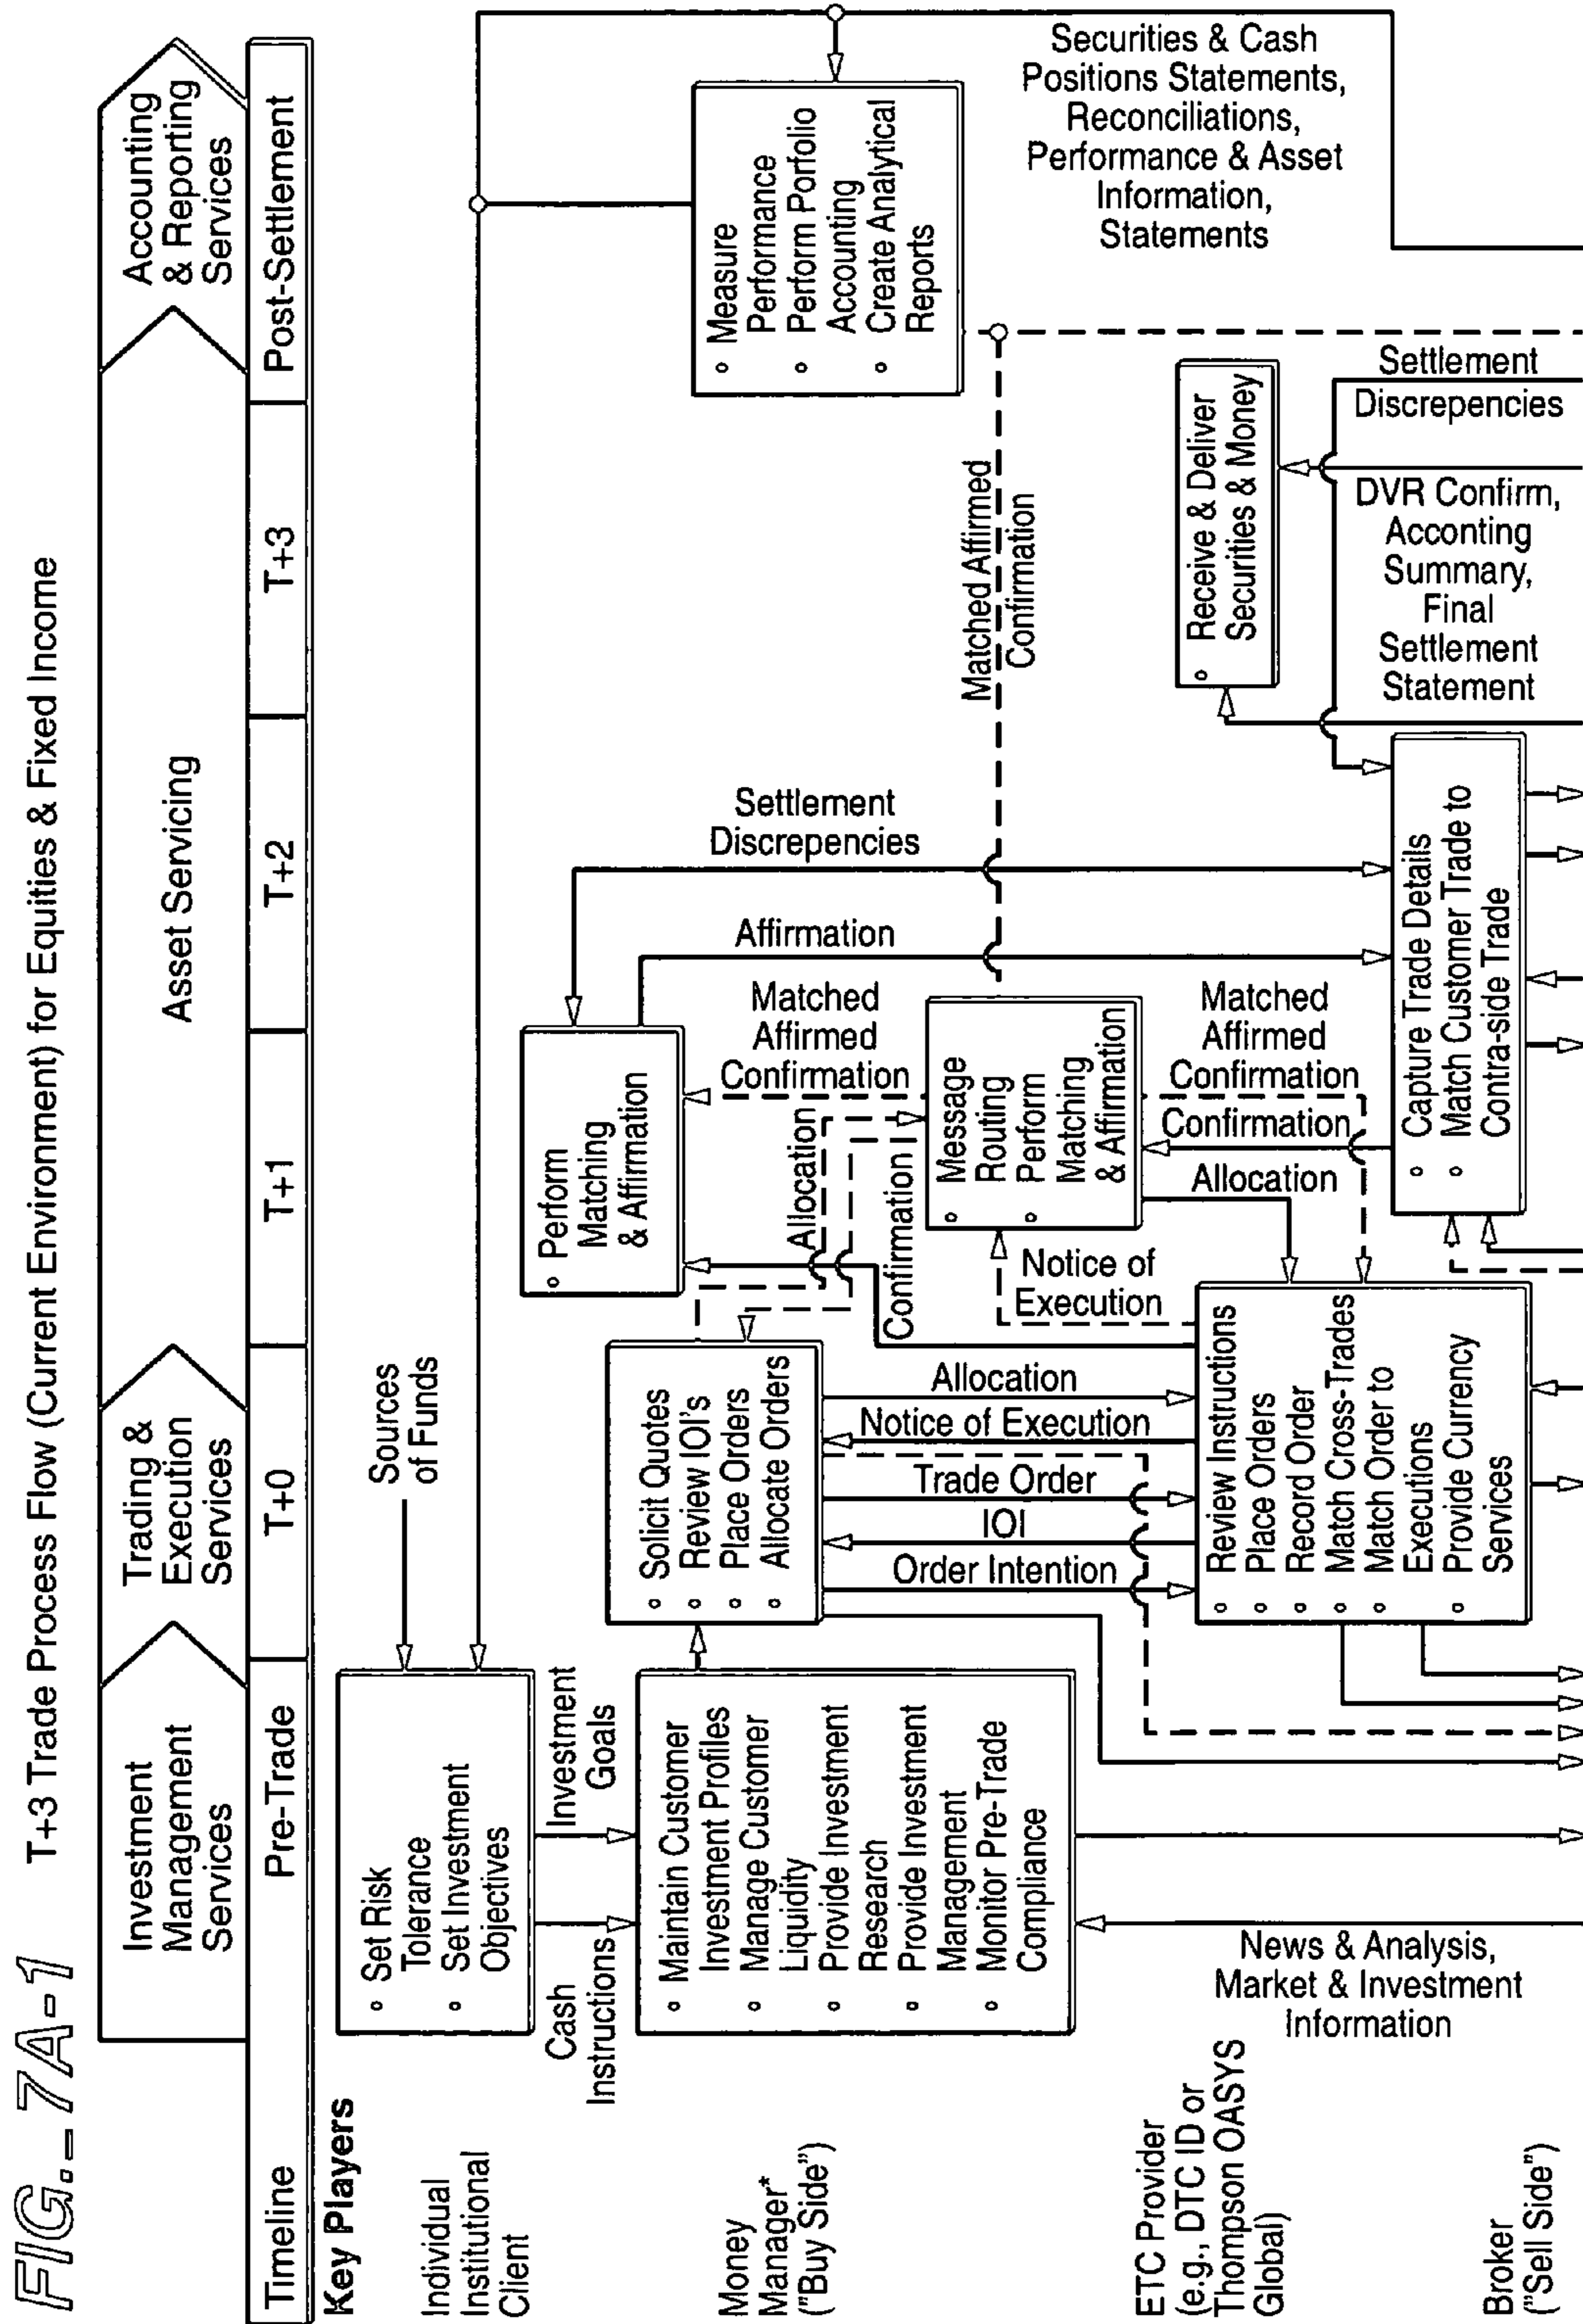 FIG._7A-1
T+3 Trade Process Flow (Current Environment) for Equities & Fixed Income
Investment
Management
Services
Trading &
Execution
Services
Asset Servicing
Accounting
& Reporting
Services
Timeline
Pre-Trade
T+0
T+1
T+2
T+3
Post-Settlement
Key Players
Individual
Institutional
Client
Set Risk
Tolerance
Set Investment
Objectives
Sources
of Funds
Cash
Instructions
Investment
Goals
Money
Manager*
("Buy Side")
Maintain Customer
Investment Profiles
Manage Customer
Liquidity
Provide Investment
Research
Provide Investment
Management
Monitor Pre-Trade
Compliance
Solicit Quotes
Review IOI's
Place Orders
Allocate Orders
Perform
Matching
& Affirmation
Measure
Performance
Perform Porfolio
Accounting
Create Analytical
Reports
Order Intention
IOI
Trade Order
Notice of Execution
Allocation
Allocation
Confirmation
Matched
Affirmed
Confirmation
Affirmation
Settlement
Discrepencies
Matched Affirmed
Confirmation
Securities & Cash
Positions Statements,
Reconciliations,
Performance & Asset
Information,
Statements
ETC Provider
(e.g., DTC ID or
Thompson OASYS
Global)
Message
Routing
Perform
Matching
& Affirmation
Notice of
Execution
Allocation
Confirmation
Matched
Affirmed
Confirmation
News & Analysis,
Market & Investment
Information
Broker
("Sell Side")
Review Instructions
Place Orders
Record Order
Match Cross-Trades
Match Order to
Executions
Provide Currency
Services
Capture Trade Details
Match Customer Trade to
Contra-side Trade
Receive & Deliver
Securities & Money
Settlement
Discrepencies
DVR Confirm,
Acconting
Summary,
Final
Settlement
Statement